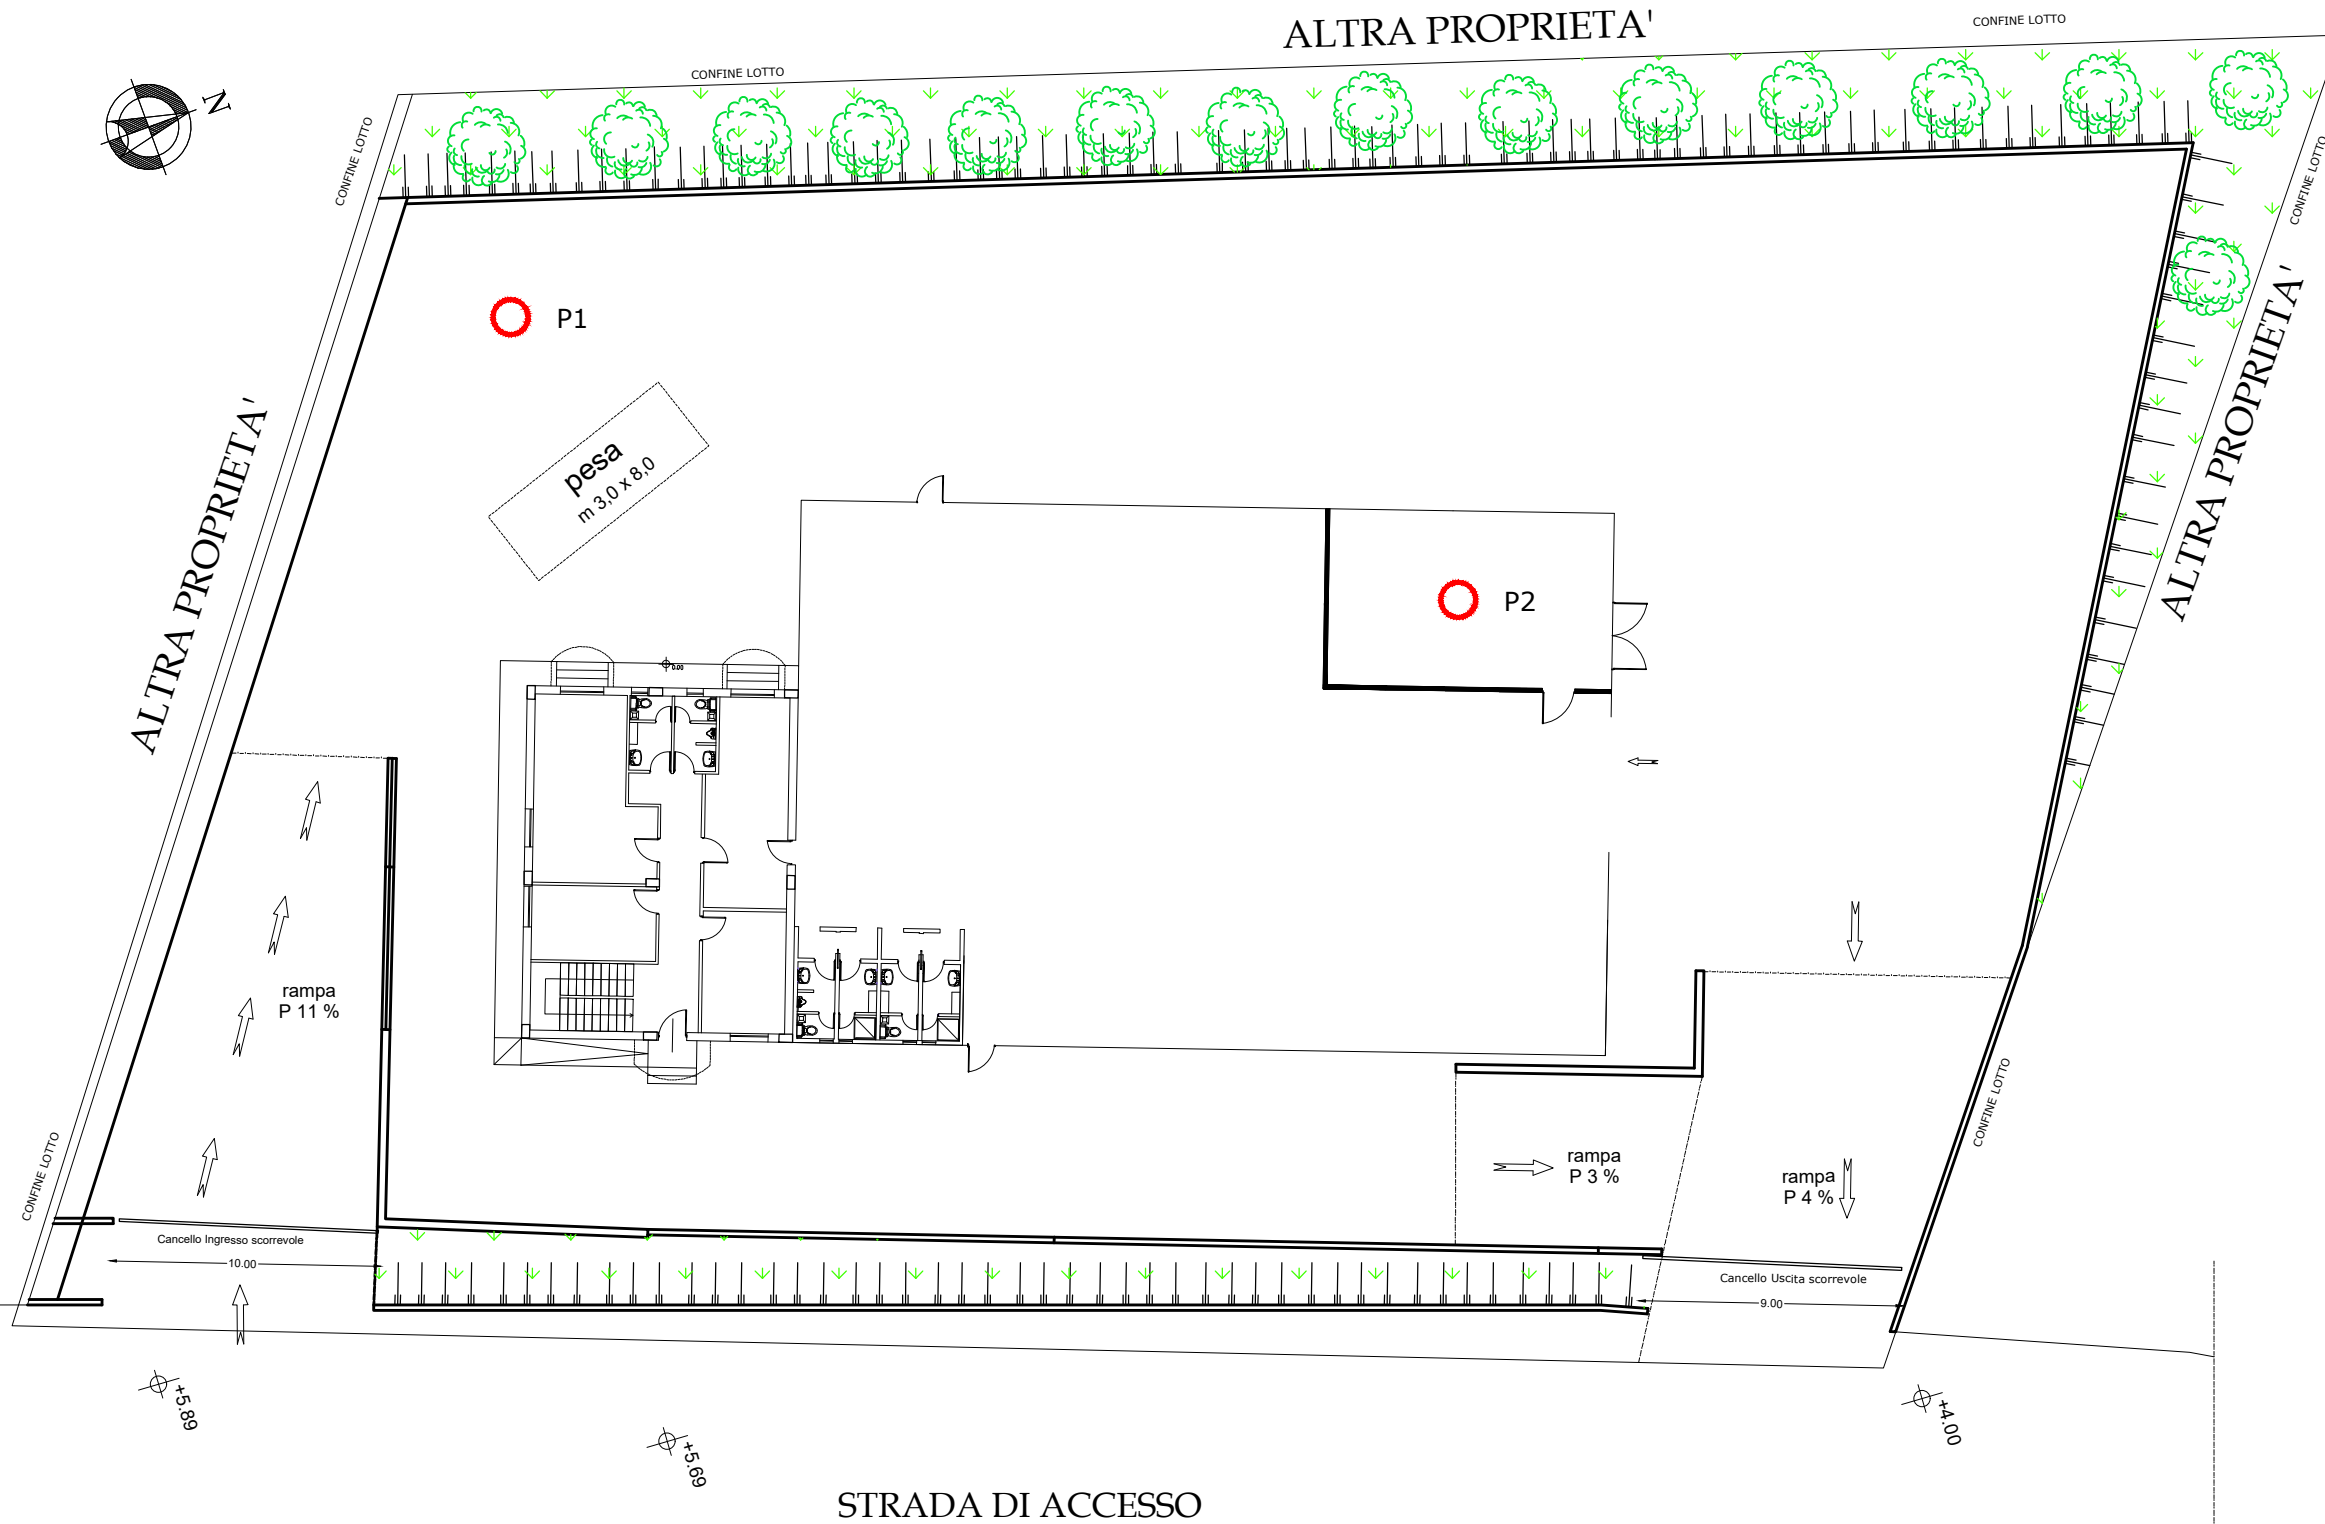 ALTRA PROPRIETA'
CONFINE LOTTO
CONFINE LOTTO
N
CONFINE LOTTO
CONFINE LOTTO
P1
ALTRA PROPRIETA'
pesa
m 3,0 x 8,0
ALTRA PROPRIETA'
P2
0.00
rampa
P 11 %
CONFINE LOTTO
CONFINE LOTTO
rampa
P 3 %
rampa
P 4 %
Cancello Ingresso scorrevole
10.00
Cancello Uscita scorrevole
9.00
+5.89
+5.69
+4.00
STRADA DI ACCESSO